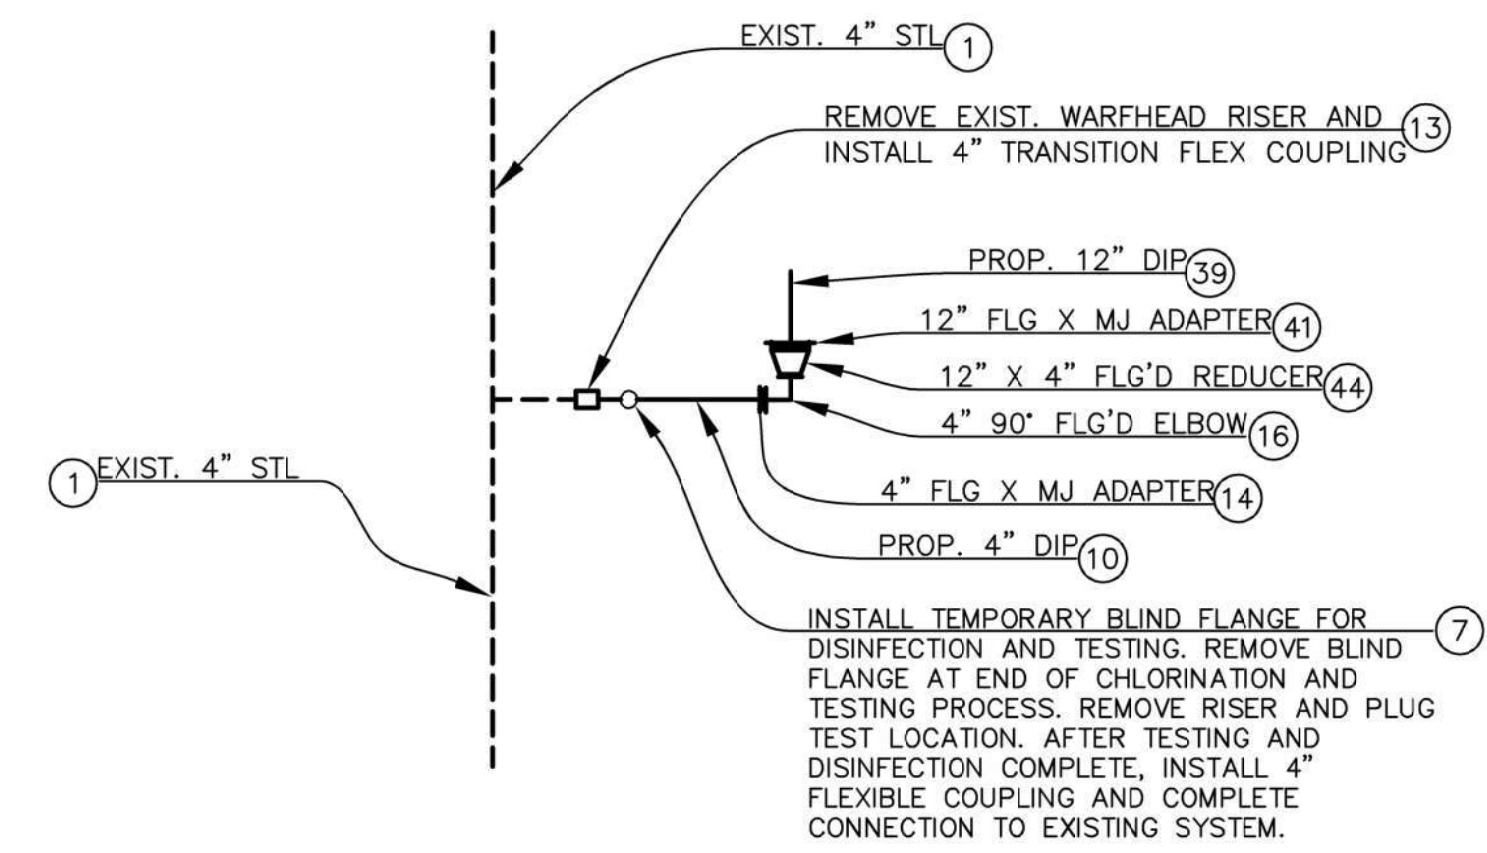 EXIST. 4” STL 1
REMOVE EXIST. WARFHEAD RISER AND 13
INSTALL 4” TRANSITION FLEX COUPLING
PROP. 12” DIP 39
12” FLG X MJ ADAPTER 41
12” X 4” FLG'D REDUCER 44
4” 90° FLG'D ELBOW 16
1 EXIST. 4” STL
4” FLG X MJ ADAPTER 14
PROP. 4” DIP 10
INSTALL TEMPORARY BLIND FLANGE FOR 7
DISINFECTION AND TESTING. REMOVE BLIND
FLANGE AT END OF CHLORINATION AND
TESTING PROCESS. REMOVE RISER AND PLUG
TEST LOCATION. AFTER TESTING AND
DISINFECTION COMPLETE, INSTALL 4”
FLEXIBLE COUPLING AND COMPLETE
CONNECTION TO EXISTING SYSTEM.